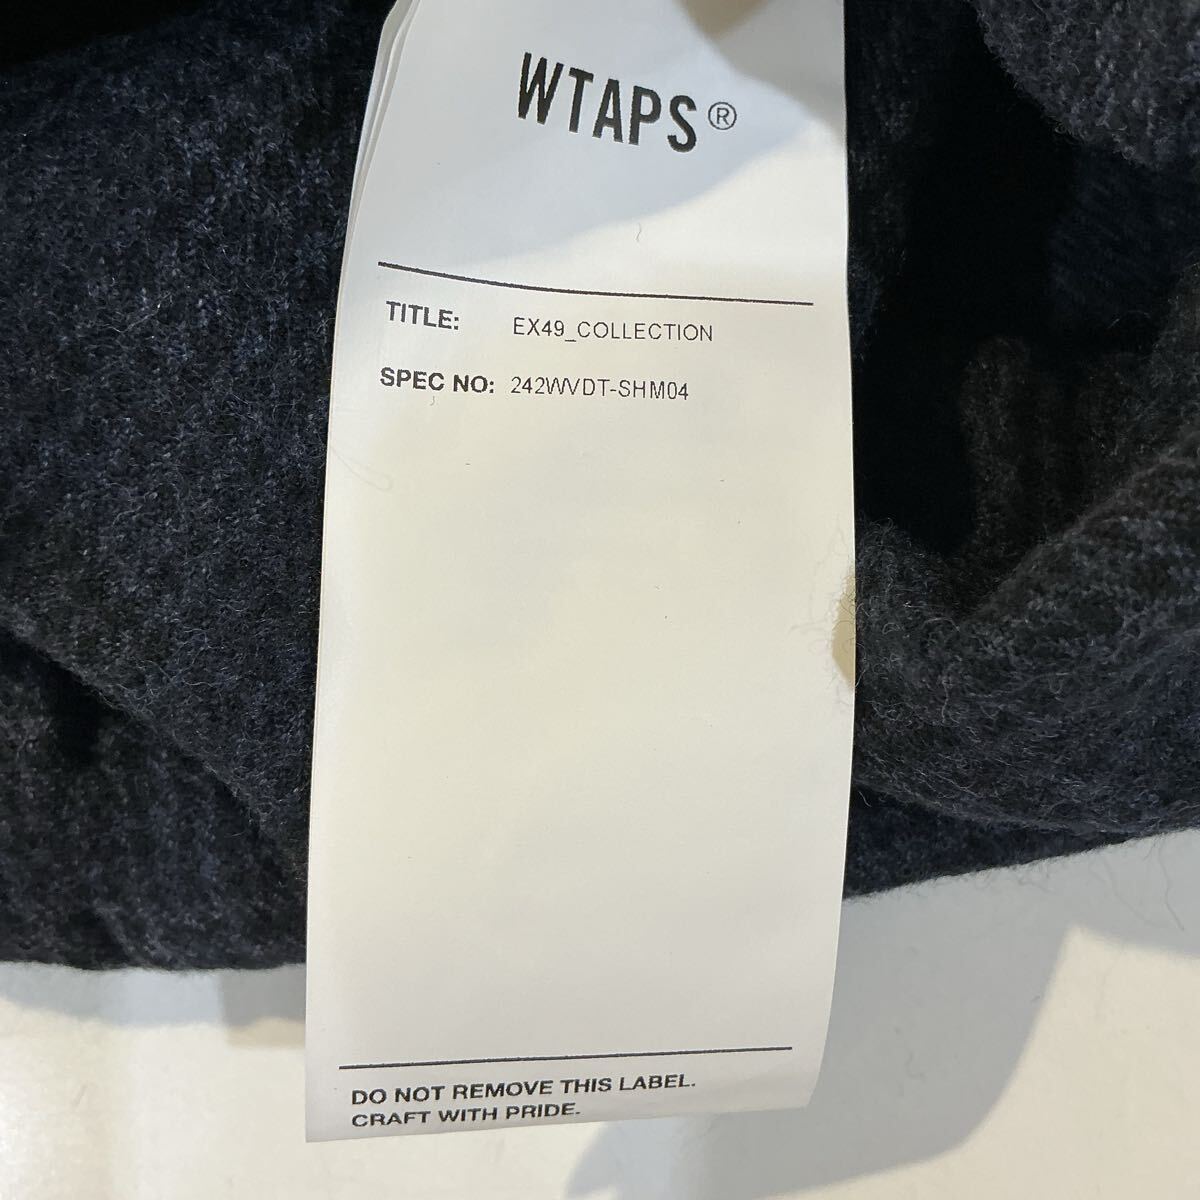 WTAPS®
TITLE: EX49_COLLECTION
SPEC NO: 242WVDT-SHM04
DO NOT REMOVE THIS LABEL.
CRAFT WITH PRIDE.